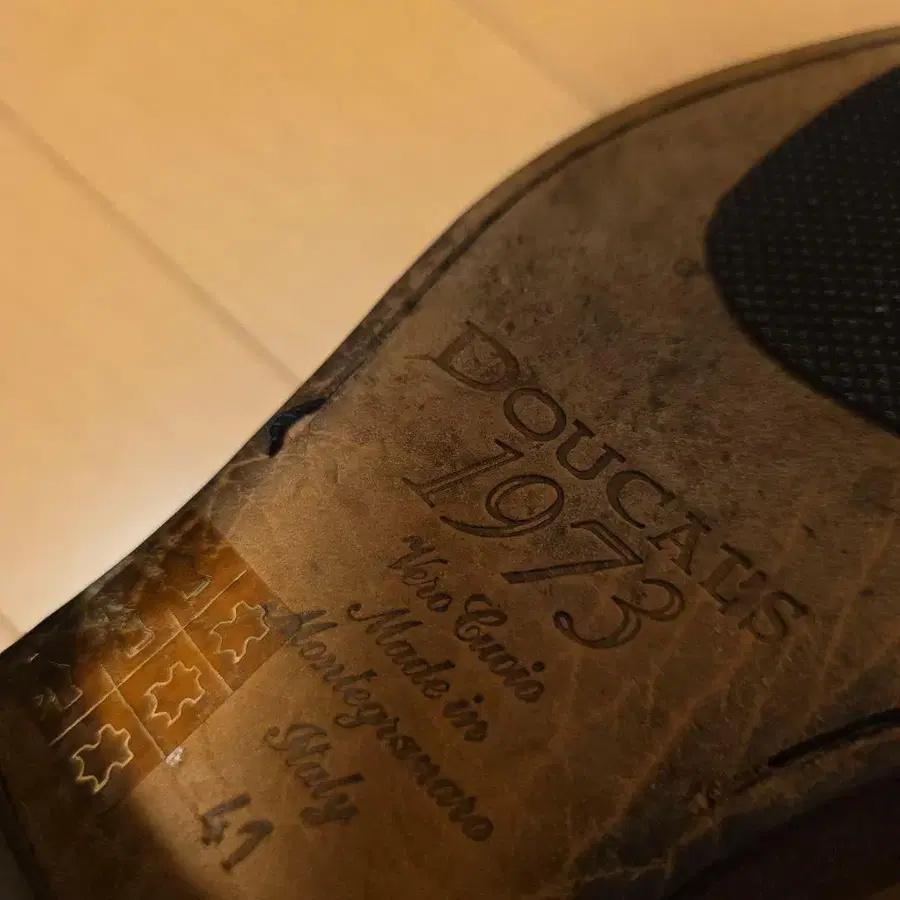 DOUCAL'S
1973
Vero Cuoio
Made in
Montegranaro
Italy
41